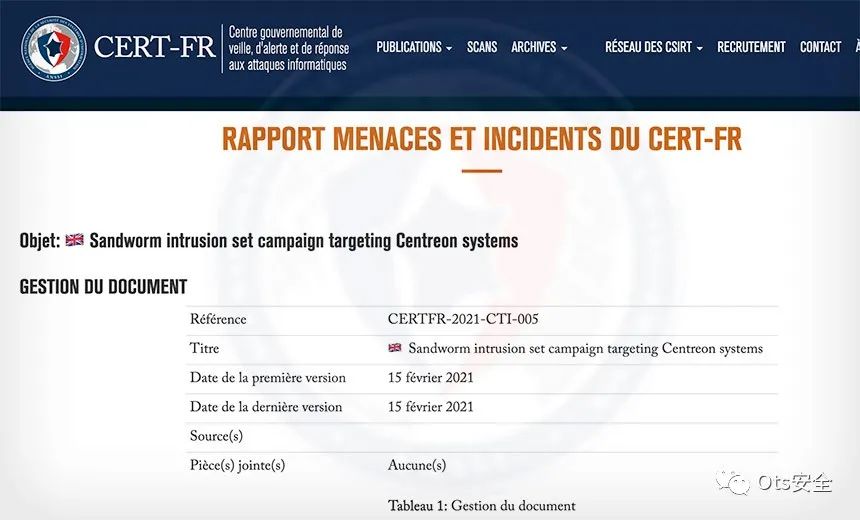 CERT-FR
Centre gouvernemental de
veille, d'alerte et de réponse
aux attaques informatiques
PUBLICATIONS
SCANS
ARCHIVES
RÉSEAU DES CSIRT
RECRUTEMENT
CONTACT
À
RAPPORT MENACES ET INCIDENTS DU CERT-FR
Objet: Sandworm intrusion set campaign targeting Centreon systems
GESTION DU DOCUMENT
Référence CERTFR-2021-CTI-005
Titre Sandworm intrusion set campaign targeting Centreon systems
Date de la première version 15 février 2021
Date de la dernière version 15 février 2021
Source(s)
Pièce(s) jointe(s) Aucune(s)
Tableau 1: Gestion du document
Ots安全